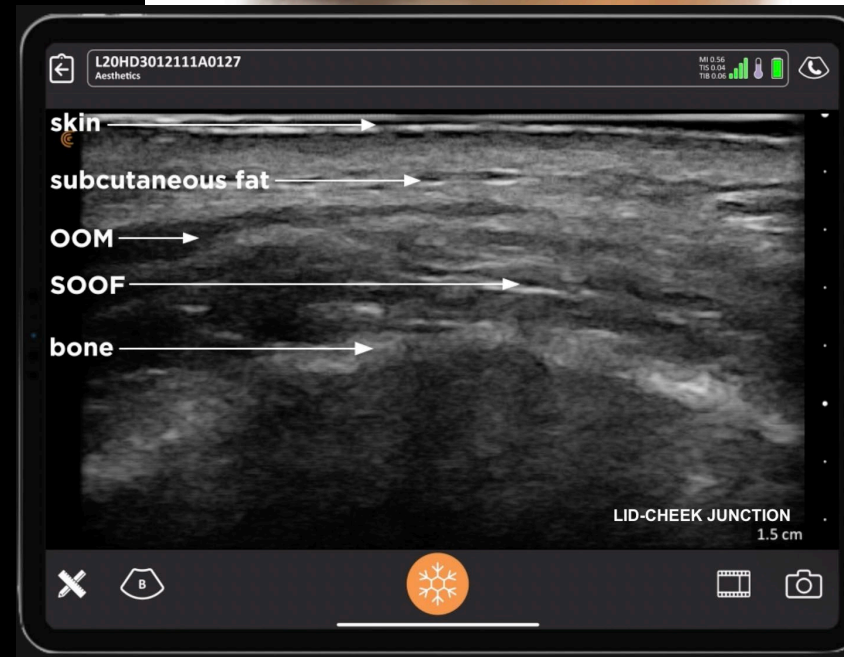 L20HD3012111A0127
Aesthetics
MI 0.56
TIS 0.04
TIB 0.06
skin
subcutaneous fat
OOM
SOOF
bone
LID-CHEEK JUNCTION
1.5 cm
B